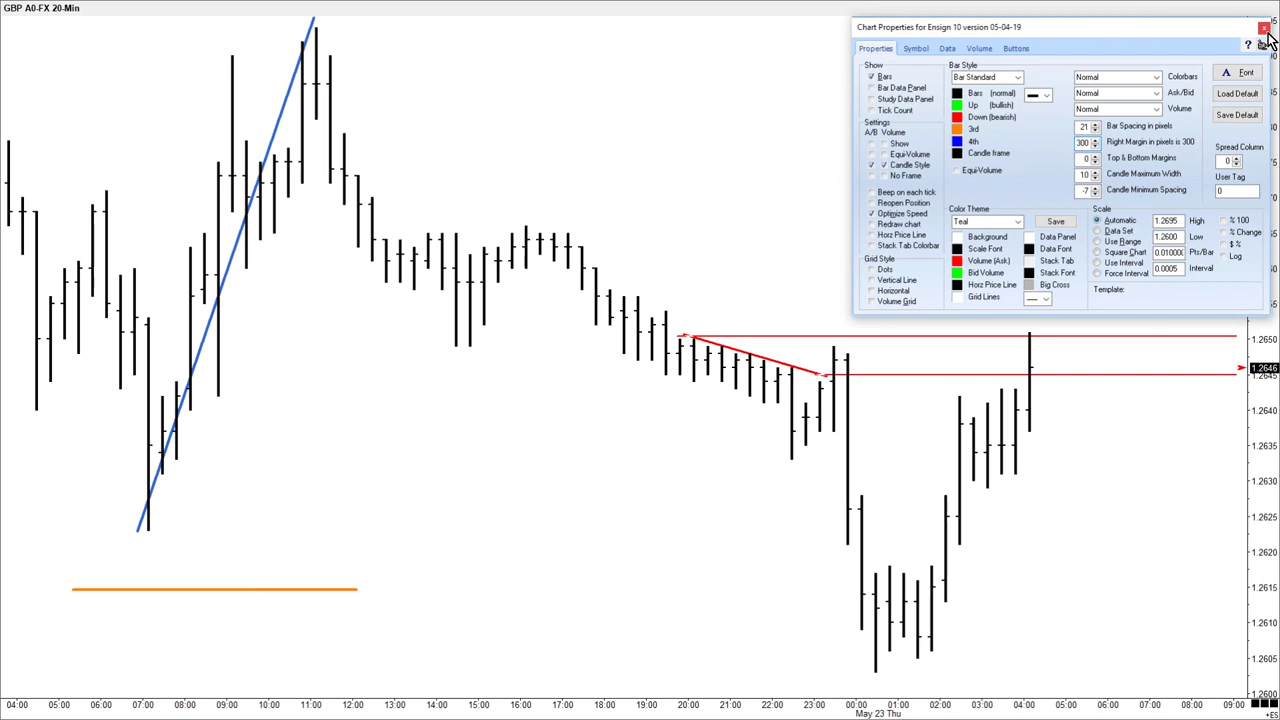 GBP A0-FX 20-Min
Chart Properties for Ensign 10 version 05-04-19
Properties Symbol Data Volume Buttons
Show
Bars
Bar Data Panel
Study Data Panel
Tick Count
Settings
A/B Volume
Show
Equi-Volume
Candle Style
No Frame
Beep on each tick
Reopen Position
Optimize Speed
Redraw chart
Horz Price Line
Stack Tab Colorbar
Grid Style
Dots
Vertical Line
Horizontal
Volume Grid
Bar Style
Bar Standard
Bars (normal)
Up (bullish)
Down (bearish)
3rd
4th
Candle frame
Equi-Volume
Normal Colorbars
Normal Ask/Bid
Normal Volume
21 Bar Spacing in pixels
300 Right Margin in pixels is 300
0 Top & Bottom Margins
10 Candle Maximum Width
-7 Candle Minimum Spacing
A Font
Load Default
Save Default
Spread Column
0
User Tag
0
Color Theme
Teal Save
Background Data Panel
Scale Font Data Font
Volume (Ask) Stack Tab
Bid Volume Stack Font
Horz Price Line Big Cross
Grid Lines
Scale
Automatic 1.2695 High % 100
Data Set 1.2600 Low % Change
Use Range $ %
Square Chart 0.01000 Pts/Bar Log
Use Interval
Force Interval 0.0005 Interval
Template:
1.2650
1.2646
1.2645
1.2640
1.2635
1.2630
1.2625
1.2620
1.2615
1.2610
1.2605
1.2600
04:00 05:00 06:00 07:00 08:00 09:00 10:00 11:00 12:00 13:00 14:00 15:00 16:00 17:00 18:00 19:00 20:00 21:00 22:00 23:00 00:00 01:00 02:00 03:00 04:00 05:00 06:00 07:00 08:00 09:00
May 23 Thu